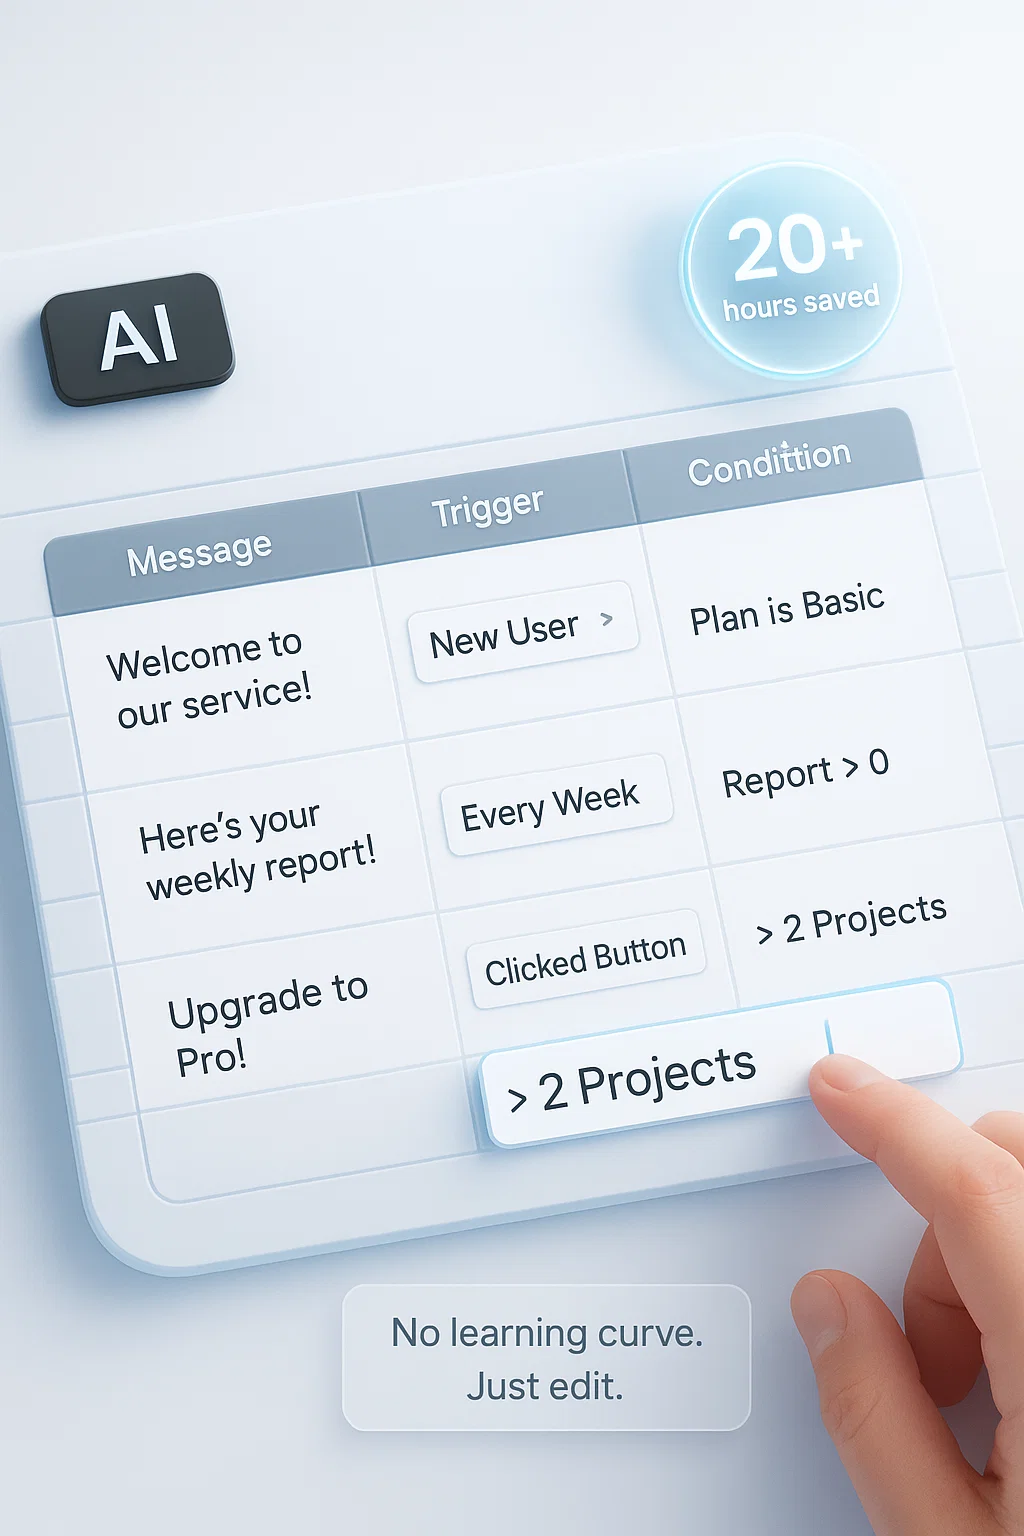 AI
20+
hours saved
Message
Trigger
Condittion
Welcome to
our service!
New User >
Plan is Basic
Here's your
weekly report!
Every Week
Report > 0
Upgrade to
Pro!
Clicked Button
> 2 Projects
> 2 Projects
No learning curve.
Just edit.